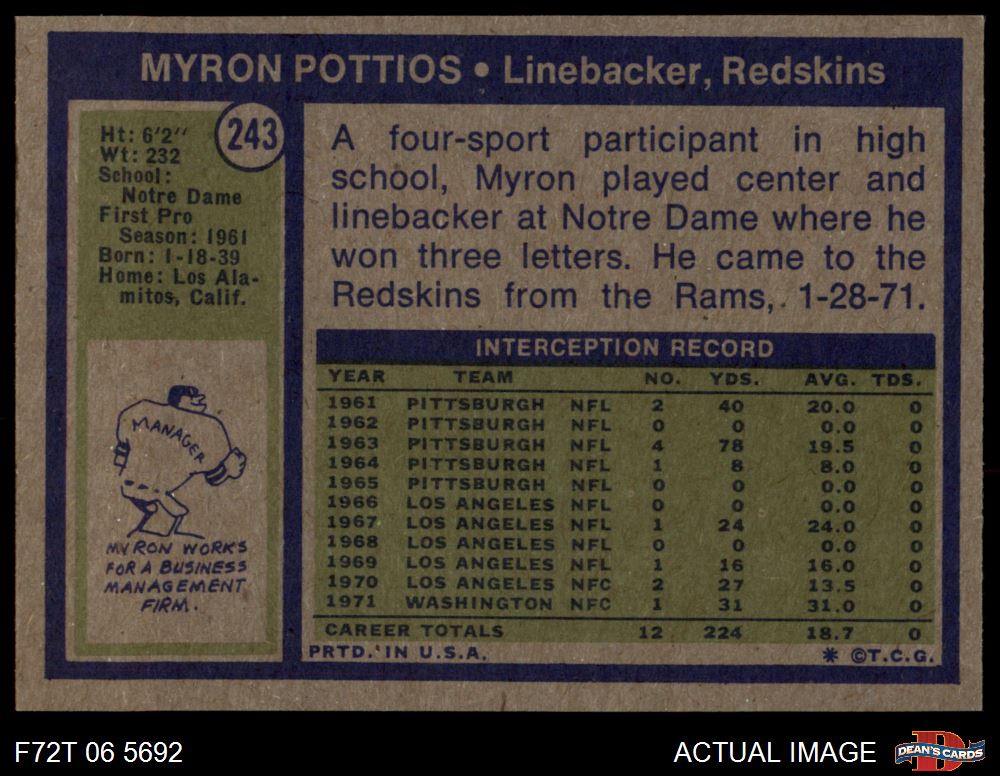 MYRON POTTIOS • Linebacker, Redskins
243
Ht: 6'2''
Wt: 232
School:
Notre Dame
First Pro
Season: 1961
Born: 1-18-39
Home: Los Ala-
mitos, Calif.
A four-sport participant in high
school, Myron played center and
linebacker at Notre Dame where he
won three letters. He came to the
Redskins from the Rams, 1-28-71.
MANAGER
MYRON WORKS
FOR A BUSINESS
MANAGEMENT
FIRM.
INTERCEPTION RECORD
YEAR TEAM NO. YDS. AVG. TDS.
1961 PITTSBURGH NFL 2 40 20.0 0
1962 PITTSBURGH NFL 0 0 0.0 0
1963 PITTSBURGH NFL 4 78 19.5 0
1964 PITTSBURGH NFL 1 8 8.0 0
1965 PITTSBURGH NFL 0 0 0.0 0
1966 LOS ANGELES NFL 0 0 0.0 0
1967 LOS ANGELES NFL 1 24 24.0 0
1968 LOS ANGELES NFL 0 0 0.0 0
1969 LOS ANGELES NFL 1 16 16.0 0
1970 LOS ANGELES NFC 2 27 13.5 0
1971 WASHINGTON NFC 1 31 31.0 0
CAREER TOTALS 12 224 18.7 0
PRTD. IN U.S.A. * ©T.C.G.
F72T 06 5692 ACTUAL IMAGE DEAN'S CARDS